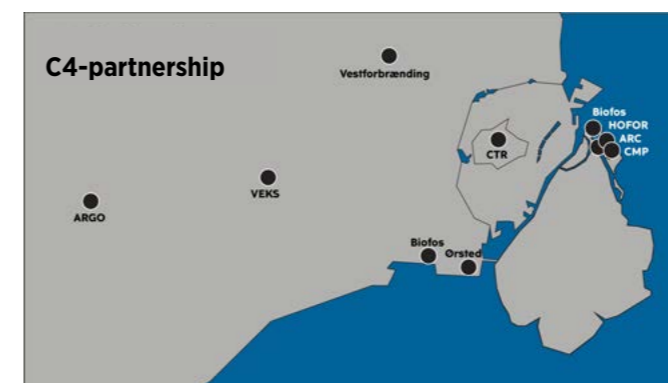 C4-partnership
Vestforbrænding
Biofos
HOFOR
ARC
CMP
CTR
VEKS
ARGO
Biofos
Ørsted